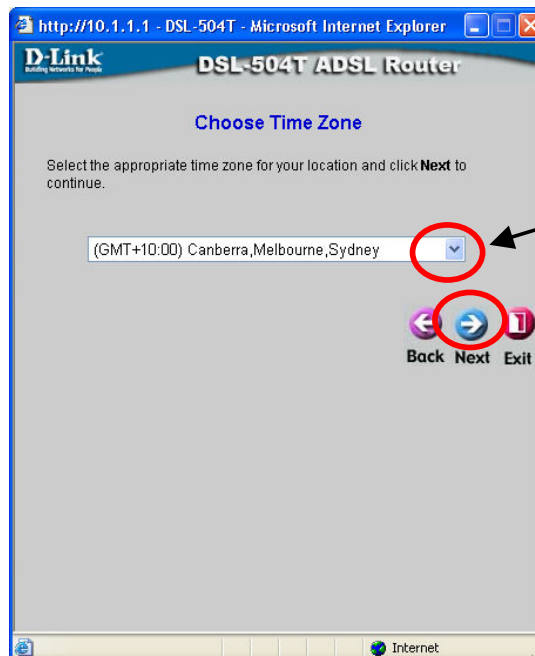 http://10.1.1.1 - DSL-504T - Microsoft Internet Explorer
D-Link
Building Networks for People
DSL-504T ADSL Router
Choose Time Zone
Select the appropriate time zone for your location and click Next to
continue.
(GMT+10:00) Canberra,Melbourne,Sydney
Back Next Exit
Internet